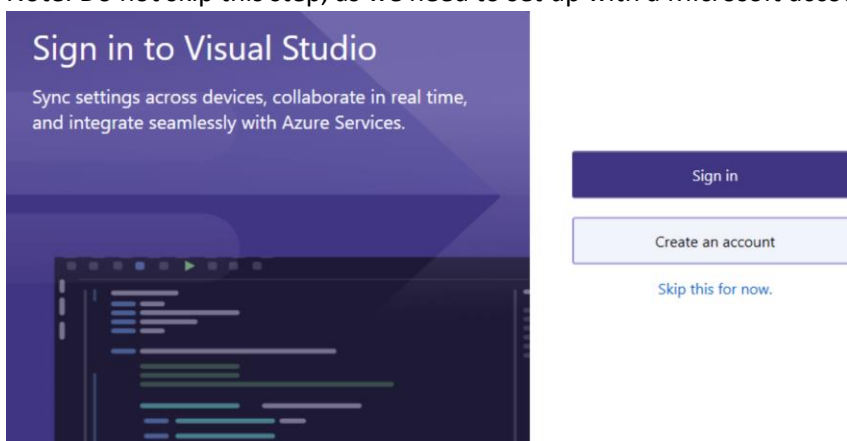 Sign in to Visual Studio
Sync settings across devices, collaborate in real time,
and integrate seamlessly with Azure Services.
Sign in
Create an account
Skip this for now.